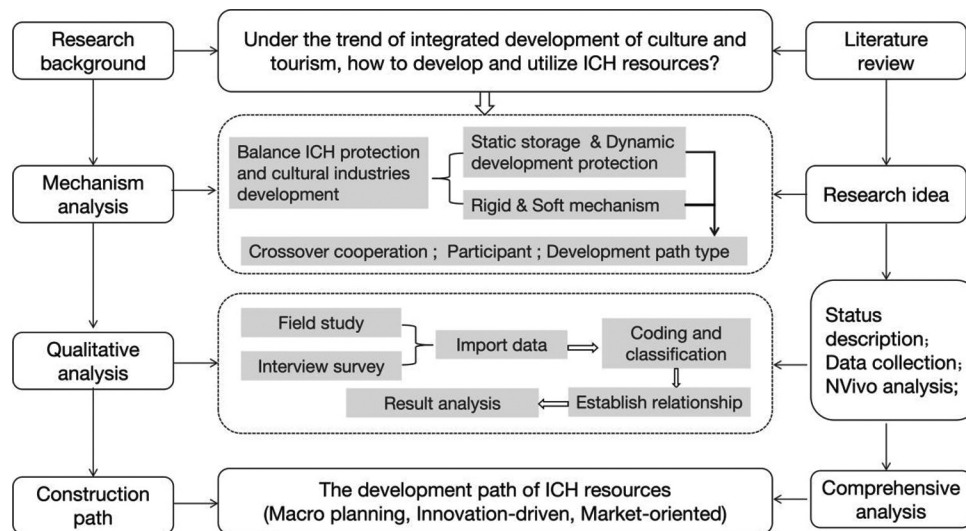 Research
background
Under the trend of integrated development of culture and
tourism, how to develop and utilize ICH resources?
Literature
review
Mechanism
analysis
Balance ICH protection
and cultural industries
development
Static storage & Dynamic
development protection
Rigid & Soft mechanism
Crossover cooperation ; Participant ; Development path type
Research idea
Qualitative
analysis
Field study
Interview survey
Import data
Coding and
classification
Result analysis
Establish relationship
Status
description;
Data collection;
NVivo analysis;
Construction
path
The development path of ICH resources
(Macro planning, Innovation-driven, Market-oriented)
Comprehensive
analysis